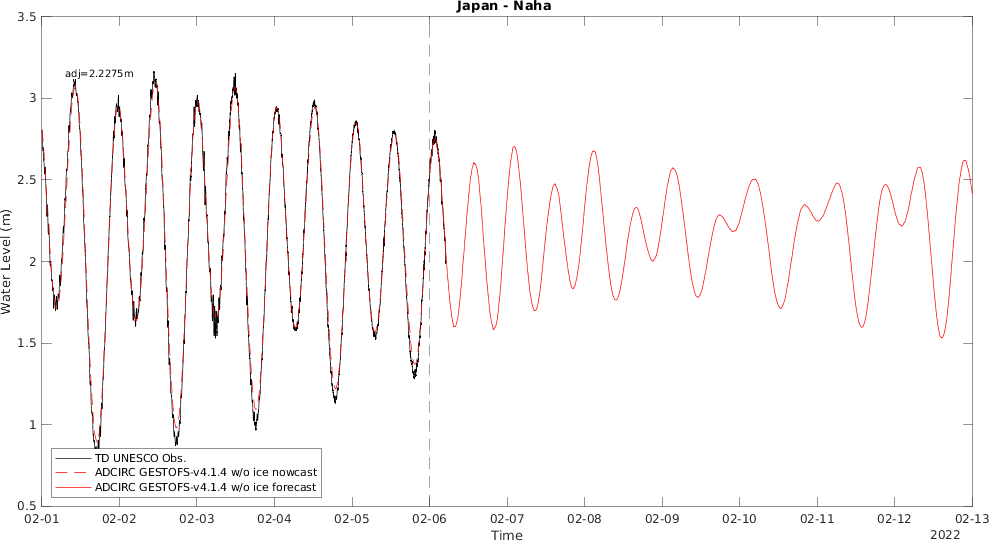 Japan - Naha
3.5
adj=2.2275m
3
2.5
2
1.5
1
0.5
Water Level (m)
TD UNESCO Obs.
ADCIRC GESTOFS-v4.1.4 w/o ice nowcast
ADCIRC GESTOFS-v4.1.4 w/o ice forecast
02-01 02-02 02-03 02-04 02-05 02-06 02-07 02-08 02-09 02-10 02-11 02-12 02-13
Time
2022